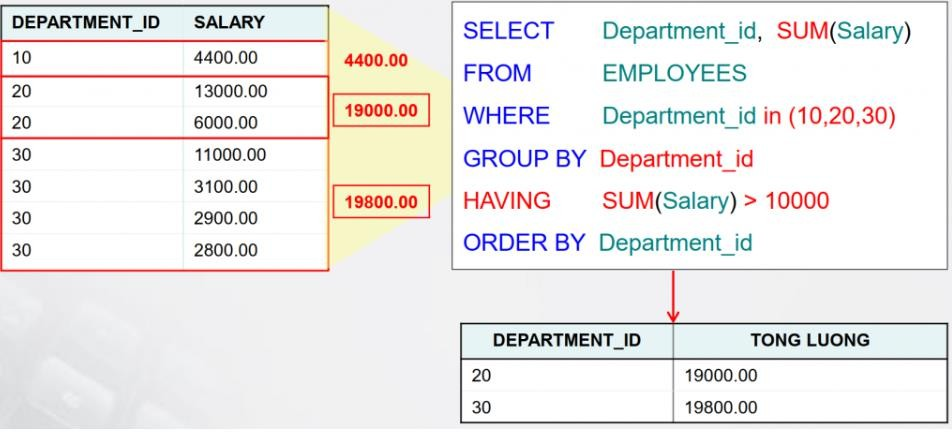 DEPARTMENT_ID SALARY
10 4400.00
20 13000.00
20 6000.00
30 11000.00
30 3100.00
30 2900.00
30 2800.00
4400.00
19000.00
19800.00
SELECT Department_id, SUM(Salary)
FROM EMPLOYEES
WHERE Department_id in (10,20,30)
GROUP BY Department_id
HAVING SUM(Salary) > 10000
ORDER BY Department_id
DEPARTMENT_ID TONG LUONG
20 19000.00
30 19800.00